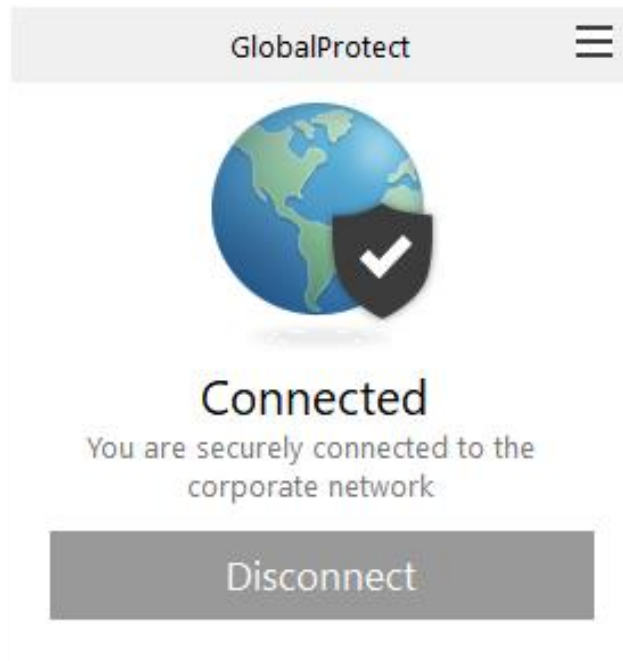 GlobalProtect
Connected
You are securely connected to the
corporate network
Disconnect